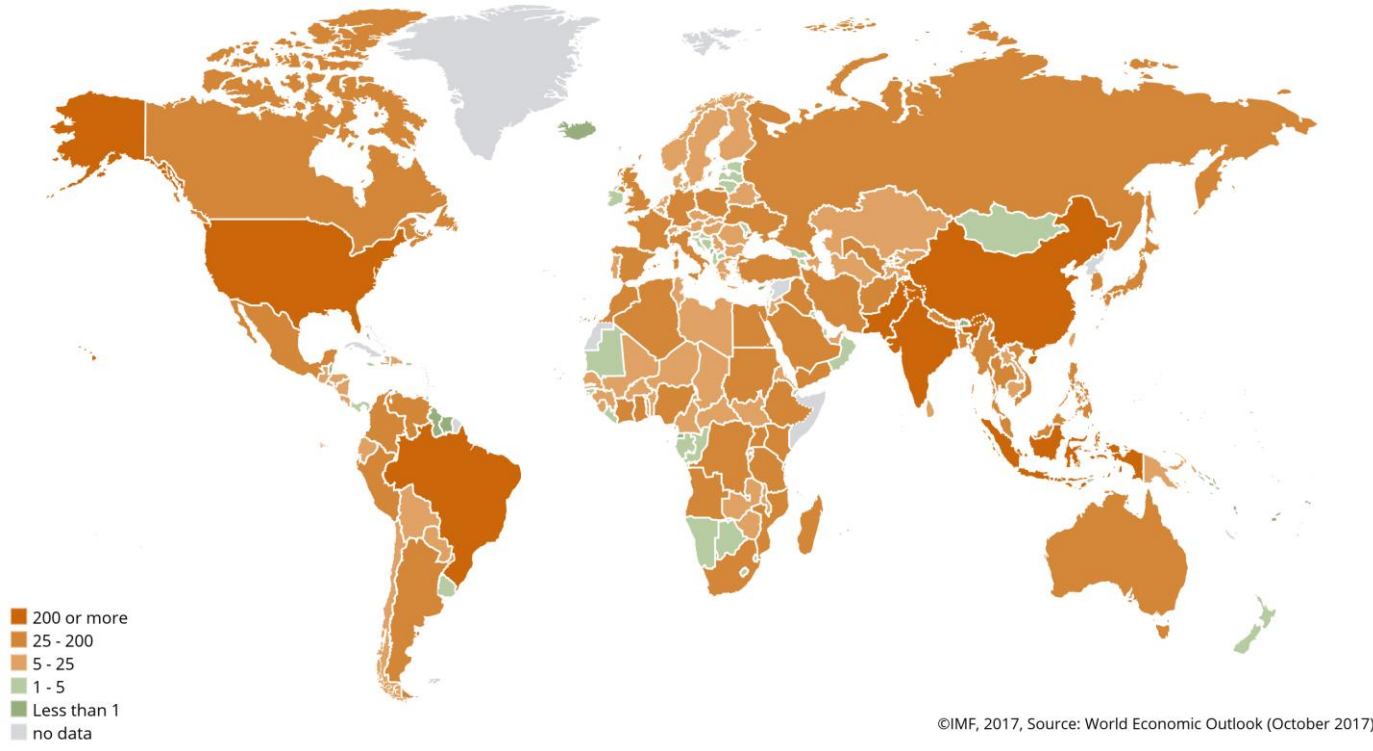 200 or more
25 - 200
5 - 25
1 - 5
Less than 1
no data
©IMF, 2017, Source: World Economic Outlook (October 2017)